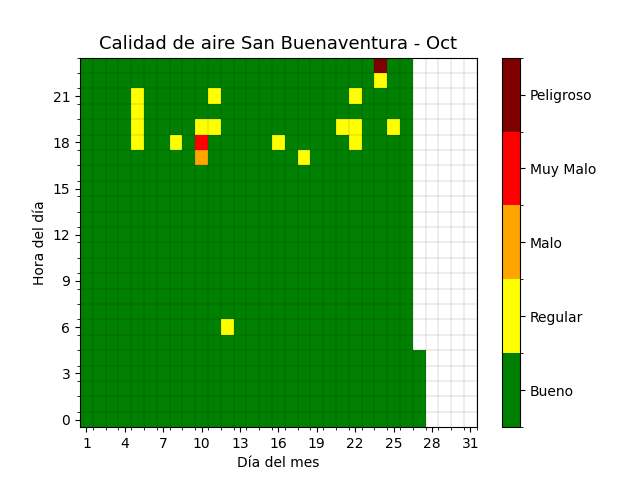 Calidad de aire San Buenaventura - Oct
Hora del día
21
18
15
12
9
6
3
0
1 4 7 10 13 16 19 22 25 28 31
Día del mes
Peligroso
Muy Malo
Malo
Regular
Bueno